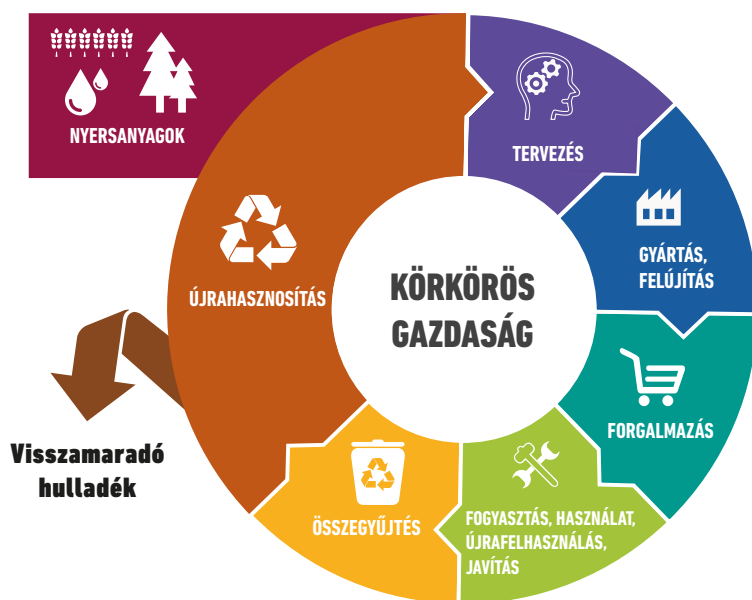 NYERSANYAGOK
TERVEZÉS
GYÁRTÁS,
FELÚJÍTÁS
FORGALMAZÁS
FOGYASZTÁS, HASZNÁLAT,
ÚJRAFELHASZNÁLÁS,
JAVÍTÁS
ÖSSZEGYŰJTÉS
ÚJRAHASZNOSÍTÁS
KÖRKÖRÖS
GAZDASÁG
Visszamaradó
hulladék